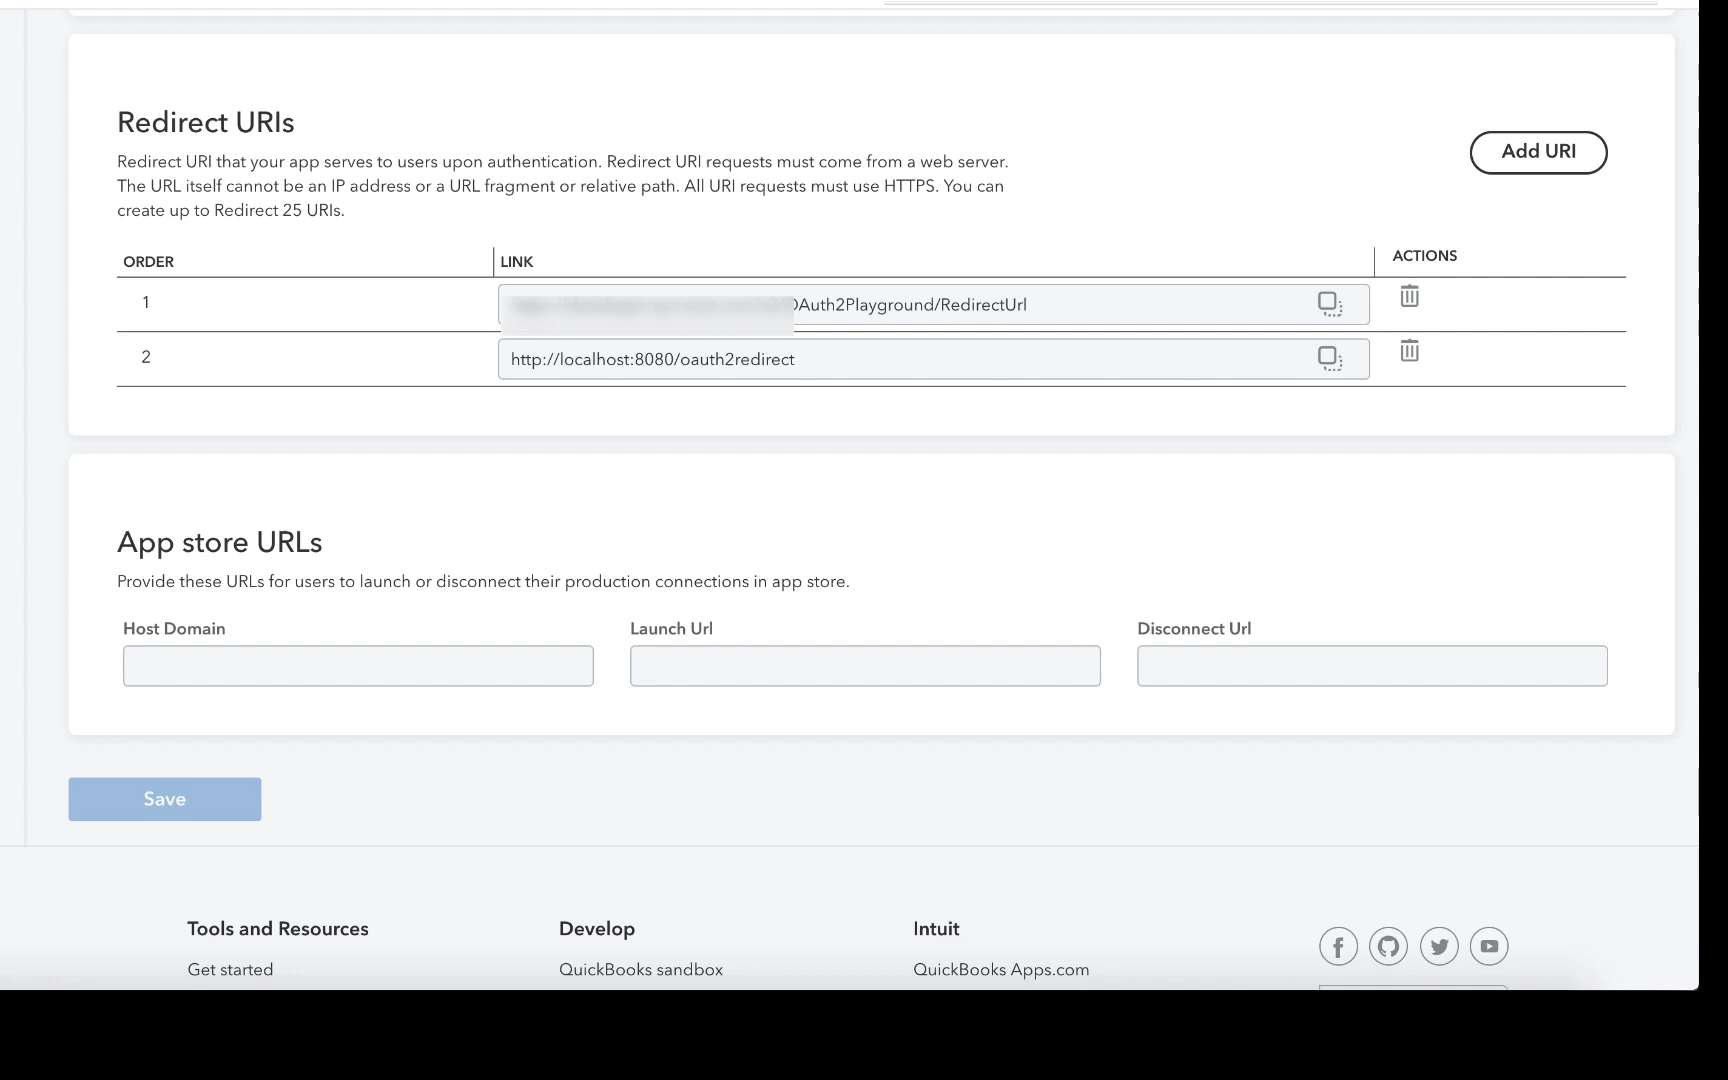 Redirect URIs
Redirect URI that your app serves to users upon authentication. Redirect URI requests must come from a web server.
The URL itself cannot be an IP address or a URL fragment or relative path. All URI requests must use HTTPS. You can
create up to Redirect 25 URIs.
Add URI
ORDER LINK ACTIONS
1 Auth2Playground/RedirectUrl
2 http://localhost:8080/oauth2redirect
App store URLs
Provide these URLs for users to launch or disconnect their production connections in app store.
Host Domain Launch Url Disconnect Url
Save
Tools and Resources Develop Intuit
Get started QuickBooks sandbox QuickBooks Apps.com